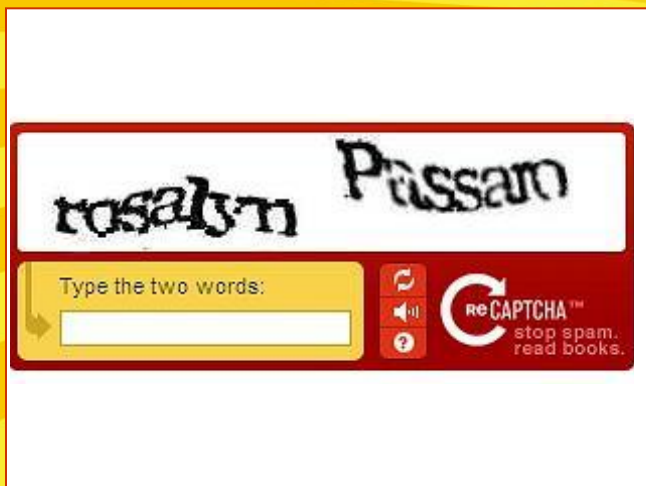 rosalyn Passam
Type the two words:
ReCAPTCHA™
stop spam.
read books.